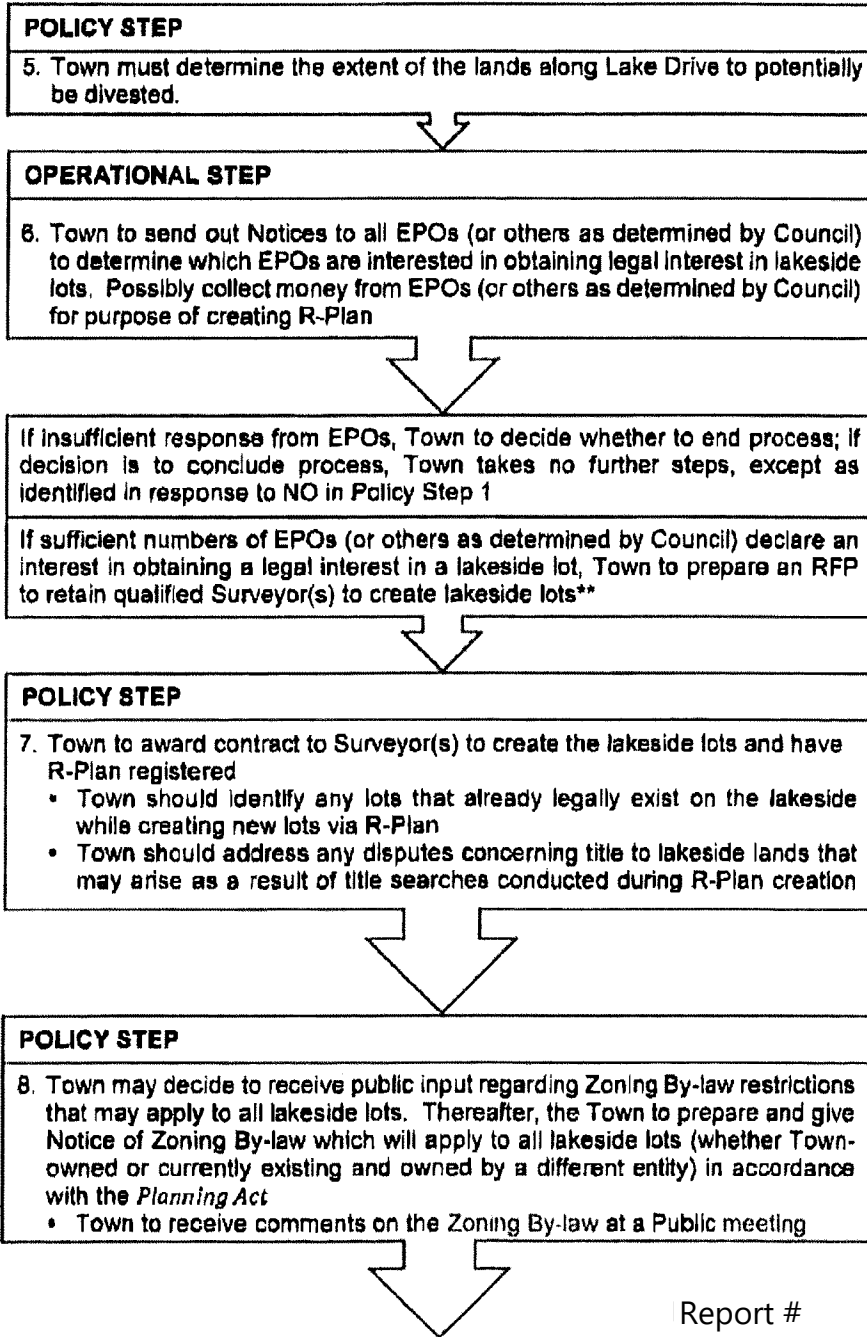 POLICY STEP
5. Town must determine the extent of the lands along Lake Drive to potentially
be divested.
OPERATIONAL STEP
6. Town to send out Notices to all EPOs (or others as determined by Council)
to determine which EPOs are interested in obtaining legal interest in lakeside
lots. Possibly collect money from EPOs (or others as determined by Council)
for purpose of creating R-Plan
If insufficient response from EPOs, Town to decide whether to end process; if
decision is to conclude process, Town takes no further steps, except as
identified in response to NO in Policy Step 1
If sufficient numbers of EPOs (or others as determined by Council) declare an
interest in obtaining a legal interest in a lakeside lot, Town to prepare an RFP
to retain qualified Surveyor(s) to create lakeside lots**
POLICY STEP
7. Town to award contract to Surveyor(s) to create the lakeside lots and have
R-Plan registered
• Town should identify any lots that already legally exist on the lakeside
while creating new lots via R-Plan
• Town should address any disputes concerning title to lakeside lands that
may arise as a result of title searches conducted during R-Plan creation
POLICY STEP
8. Town may decide to receive public input regarding Zoning By-law restrictions
that may apply to all lakeside lots. Thereafter, the Town to prepare and give
Notice of Zoning By-law which will apply to all lakeside lots (whether Town-
owned or currently existing and owned by a different entity) in accordance
with the Planning Act
• Town to receive comments on the Zoning By-law at a Public meeting
Report #